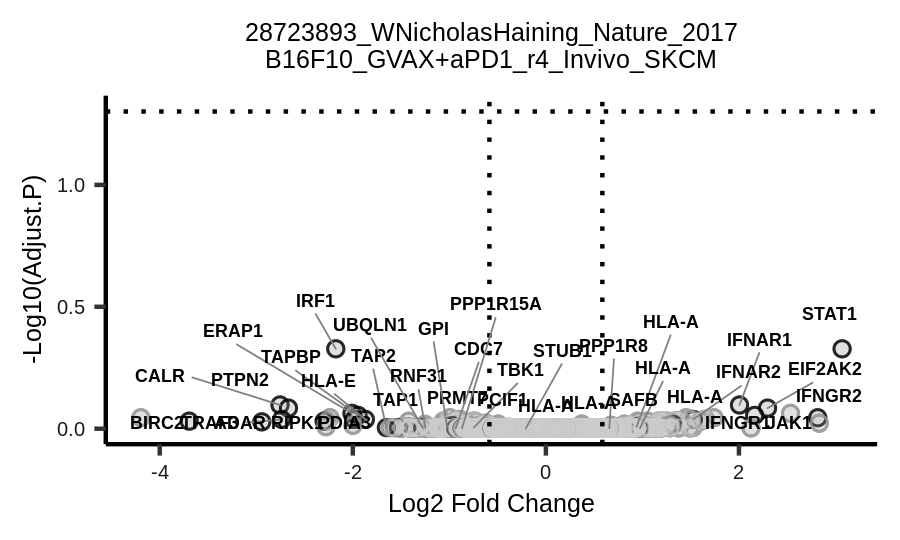 28723893_WNicholasHaining_Nature_2017
B16F10_GVAX+aPD1_r4_Invivo_SKCM
-Log10(Adjust.P)
1.0
0.5
0.0
IRF1
PPP1R15A
STAT1
ERAP1
UBQLN1
GPI
HLA-A
TAPBP
TAP2
CDC7
STUB1
PPP1R8
IFNAR1
CALR
PTPN2
HLA-E
RNF31
TBK1
HLA-A
IFNAR2
EIF2AK2
TAP1
PCIF1
HLA-A
HLA-A
SAFB
HLA-A
IFNGR2
BIRC2
TRAF3
ADAR
RIPK1
PDIA3
IFNGR1
JAK1
-4
-2
0
2
Log2 Fold Change